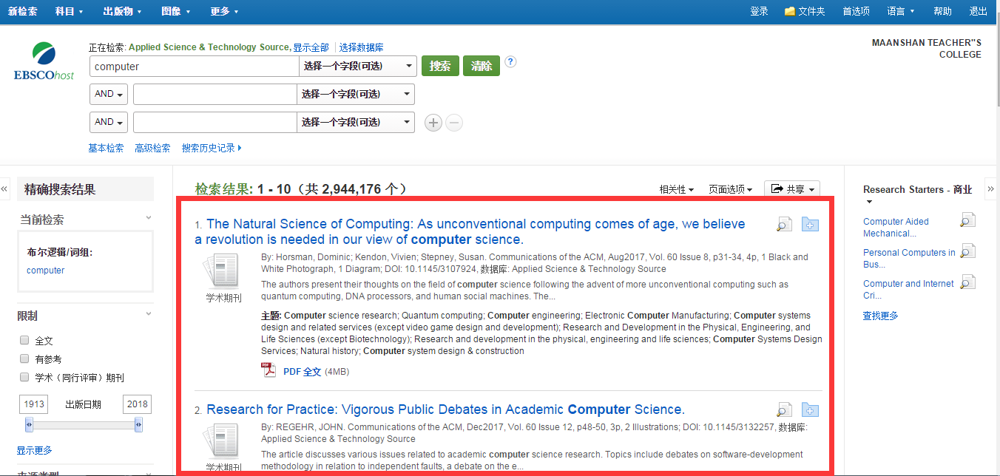 新检索 科目 出版物 图像 更多 登录 文件夹 首选项 语言 帮助 退出
正在检索: Applied Science & Technology Source, 显示全部 选择数据库
MAANSHAN TEACHER"S
COLLEGE
EBSCOhost
computer 选择一个字段(可选) 搜索 清除 ?
AND 选择一个字段(可选)
AND 选择一个字段(可选)
基本检索 高级检索 搜索历史记录
精确搜索结果
当前检索
布尔逻辑/词组:
computer
限制
全文
有参考
学术（同行评审）期刊
1913 出版日期 2018
显示更多
来源类型
检索结果: 1 - 10（共 2,944,176 个）
相关性 页面选项 共享
1. The Natural Science of Computing: As unconventional computing comes of age, we believe
a revolution is needed in our view of computer science.
学术期刊
By: Horsman, Dominic; Kendon, Vivien; Stepney, Susan. Communications of the ACM, Aug2017, Vol. 60 Issue 8, p31-34, 4p, 1 Black and
White Photograph, 1 Diagram; DOI: 10.1145/3107924, 数据库: Applied Science & Technology Source
The authors present their thoughts on the field of computer science following the advent of more unconventional computing such as
quantum computing, DNA processors, and human social machines. The...
主题: Computer science research; Quantum computing; Computer engineering; Electronic Computer Manufacturing; Computer systems
design and related services (except video game design and development); Research and Development in the Physical, Engineering, and
Life Sciences (except Biotechnology); Research and development in the physical, engineering and life sciences; Computer Systems Design
Services; Natural history; Computer system design & construction
PDF 全文 (4MB)
2. Research for Practice: Vigorous Public Debates in Academic Computer Science.
学术期刊
By: REGEHR, JOHN. Communications of the ACM, Dec2017, Vol. 60 Issue 12, p48-50, 3p, 2 Illustrations; DOI: 10.1145/3132257, 数据库:
Applied Science & Technology Source
The article discusses various issues related to academic computer science research. Topics include debates on software-development
methodology in relation to independent faults, a debate on the e...
Research Starters - 商业
Computer Aided
Mechanical...
Personal Computers in
Bus...
Computer and Internet
Cri...
查找更多